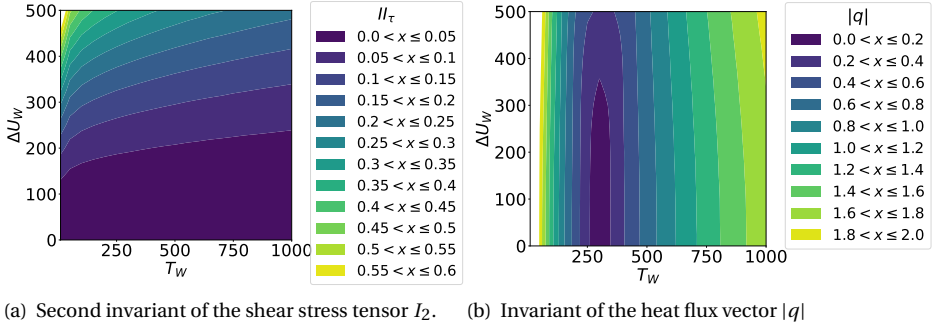 500
400
300
200
100
0
ΔU_W
250 500 750 1000
T_W
II_τ
0.0 < x ≤ 0.05
0.05 < x ≤ 0.1
0.1 < x ≤ 0.15
0.15 < x ≤ 0.2
0.2 < x ≤ 0.25
0.25 < x ≤ 0.3
0.3 < x ≤ 0.35
0.35 < x ≤ 0.4
0.4 < x ≤ 0.45
0.45 < x ≤ 0.5
0.5 < x ≤ 0.55
0.55 < x ≤ 0.6
(a) Second invariant of the shear stress tensor I₂.
500
400
300
200
100
0
ΔU_W
250 500 750 1000
T_W
|q|
0.0 < x ≤ 0.2
0.2 < x ≤ 0.4
0.4 < x ≤ 0.6
0.6 < x ≤ 0.8
0.8 < x ≤ 1.0
1.0 < x ≤ 1.2
1.2 < x ≤ 1.4
1.4 < x ≤ 1.6
1.6 < x ≤ 1.8
1.8 < x ≤ 2.0
(b) Invariant of the heat flux vector |q|